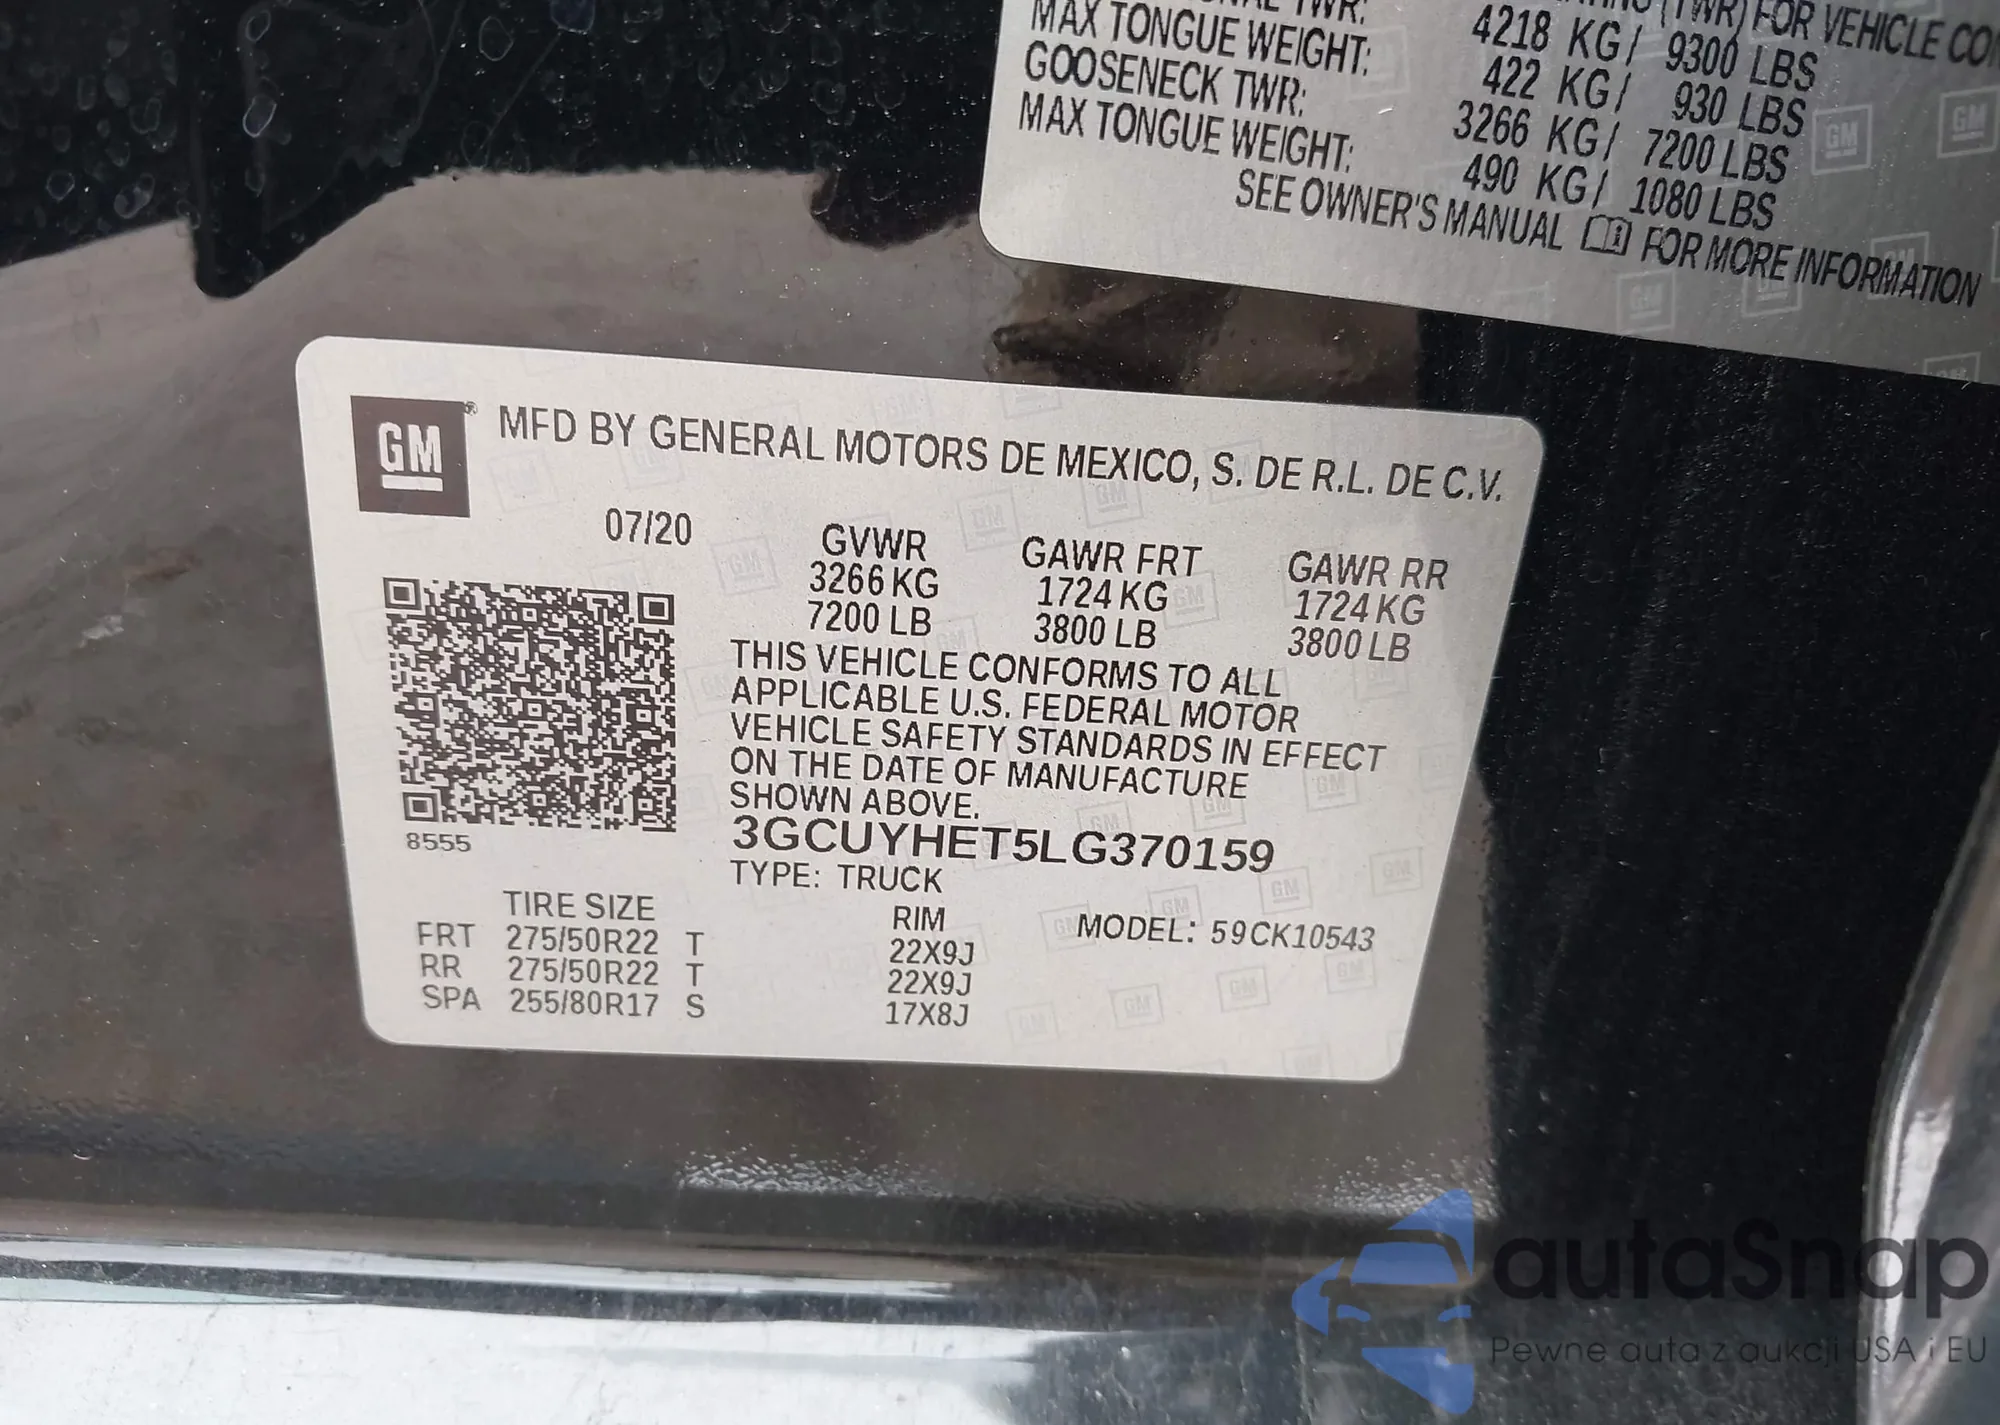 TWR:
(TWR) FOR VEHICLE
4218 KG/ 9300 LBS
MAX TONGUE WEIGHT: 422 KG/ 930 LBS
GOOSENECK TWR: 3266 KG/ 7200 LBS
MAX TONGUE WEIGHT: 490 KG/ 1080 LBS
SEE OWNER'S MANUAL FOR MORE INFORMATION
GM® MFD BY GENERAL MOTORS DE MEXICO, S. DE R.L. DE C.V.
07/20
GVWR GAWR FRT GAWR RR
3266 KG 1724 KG 1724 KG
7200 LB 3800 LB 3800 LB
THIS VEHICLE CONFORMS TO ALL
APPLICABLE U.S. FEDERAL MOTOR
VEHICLE SAFETY STANDARDS IN EFFECT
ON THE DATE OF MANUFACTURE
SHOWN ABOVE.
8555
3GCUYHET5LG370159
TYPE: TRUCK
TIRE SIZE RIM MODEL: 59CK10543
FRT 275/50R22 T 22X9J
RR 275/50R22 T 22X9J
SPA 255/80R17 S 17X8J
autaSnap
Pewne auta z aukcji USA i EU